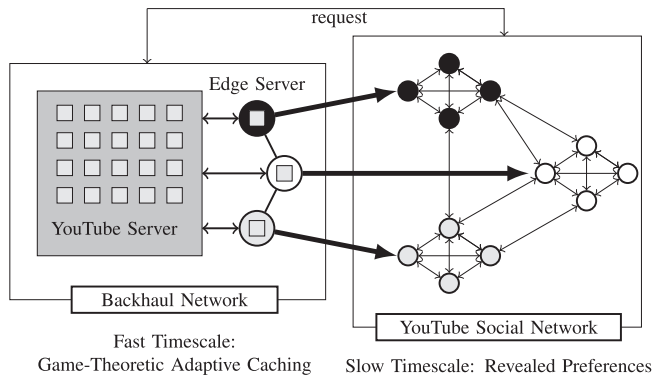 request
Edge Server
YouTube Server
Backhaul Network
YouTube Social Network
Fast Timescale:
Game-Theoretic Adaptive Caching
Slow Timescale: Revealed Preferences